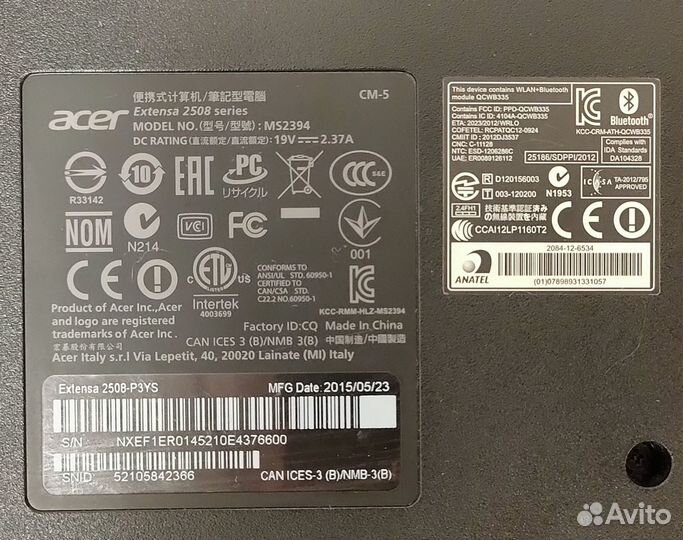 便携式计算机/筆記型電腦
CM-5
acer
Extensa 2508 series
MODEL NO.(型号/型號): MS2394
DC RATING(直流額定/直流额定): 19V 2.37A
R33142
10
PC
リサイクル
S&E
NOM
N214
VCI
FC
001
CE
ETL
Intertek
4003699
CONFORMS TO
ANSI/UL STD. 60950-1
CERTIFIED TO
CAN/CSA STD.
C22.2 NO.60950-1
KCC-RMM-HLZ-MS2394
Product of Acer Inc.,Acer
and logo are registered
trademarks of Acer Inc.
Factory ID:CQ Made In China
CAN ICES 3 (B)/NMB 3(B) 中国制造/中國製造
宏碁股份有限公司
Acer Italy s.r.l Via Lepetit, 40, 20020 Lainate (MI) Italy
Extensa 2508-P3YS MFG Date: 2015/05/23
S/N NXEF1ER0145210E4376600
SNID 52105842366 CAN ICES-3 (B)/NMB-3(B)
This device contains WLAN+Bluetooth
module QCWB335
Contains FCC ID: PPD-QCWB335
Contains IC ID: 4104A-QCWB335
ETA: 2023/2012/WRLO
COFETEL: RCPATQC12-0924
CMIIT ID: 2012DJ3537
CNC: C-11128
NTC: ESD-1206288C
UAE: ER0089126112
25186/SDPPI/2012
Bluetooth®
KCC-CRM-ATH-QCWB335
Complies with
IDA Standards
DA104328
R D120156003
T 003-120200
2.4FH1
技術基準認証済み
の無線装置を内蔵
N1953
ICASA
TA-2012/795
APPROVED
CCAI12LP1160T2
CE
ANATEL
2084-12-6534
(01)07898931331057
Avito